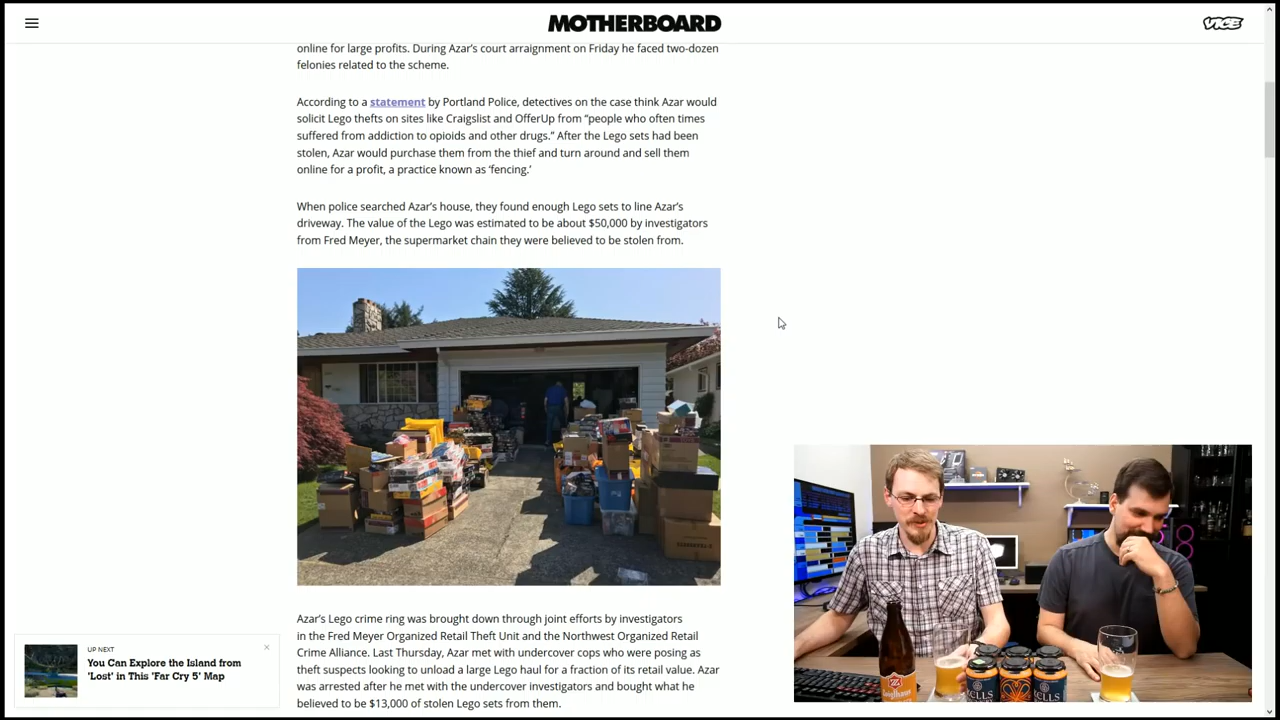 MOTHERBOARD
VICE
online for large profits. During Azar's court arraignment on Friday he faced two-dozen
felonies related to the scheme.
According to a statement by Portland Police, detectives on the case think Azar would
solicit Lego thefts on sites like Craigslist and OfferUp from “people who often times
suffered from addiction to opioids and other drugs.” After the Lego sets had been
stolen, Azar would purchase them from the thief and turn around and sell them
online for a profit, a practice known as ‘fencing.’
When police searched Azar's house, they found enough Lego sets to line Azar's
driveway. The value of the Lego was estimated to be about $50,000 by investigators
from Fred Meyer, the supermarket chain they were believed to be stolen from.
Azar's Lego crime ring was brought down through joint efforts by investigators
in the Fred Meyer Organized Retail Theft Unit and the Northwest Organized Retail
Crime Alliance. Last Thursday, Azar met with undercover cops who were posing as
theft suspects looking to unload a large Lego haul for a fraction of its retail value. Azar
was arrested after he met with the undercover investigators and bought what he
believed to be $13,000 of stolen Lego sets from them.
UP NEXT
You Can Explore the Island from
'Lost' in This 'Far Cry 5' Map